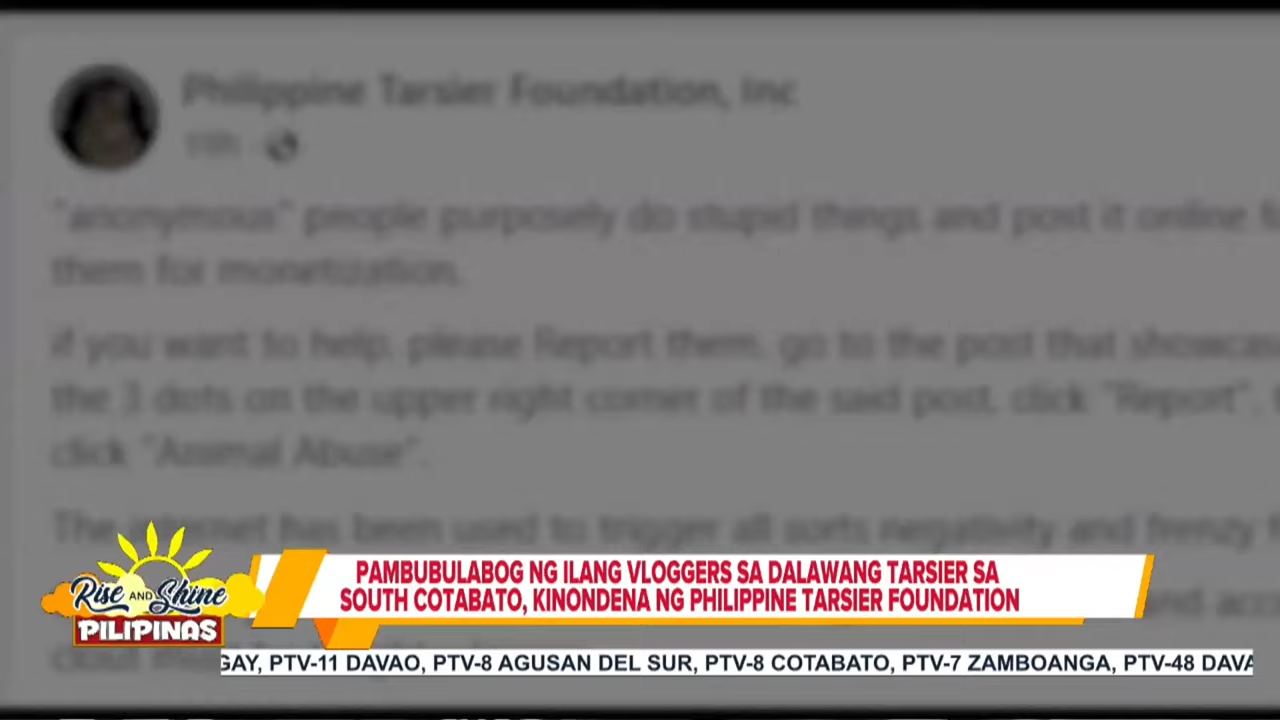 Philippine Tarsier Foundation, Inc
11h
"anonymous" people purposely do stupid things and post it online
them for monetization.
if you want to help, please Report them, go to the post that
the 3 dots on the upper right corner of the said post, click "Report",
click "Animal Abuse".
The internet has been used to trigger all sorts negativity and frenzy
PAMBUBULABOG NG ILANG VLOGGERS SA DALAWANG TARSIER SA
SOUTH COTABATO, KINONDENA NG PHILIPPINE TARSIER FOUNDATION
Rise AND Shine
PILIPINAS
GAY, PTV-11 DAVAO, PTV-8 AGUSAN DEL SUR, PTV-8 COTABATO, PTV-7 ZAMBOANGA, PTV-48 DAVA